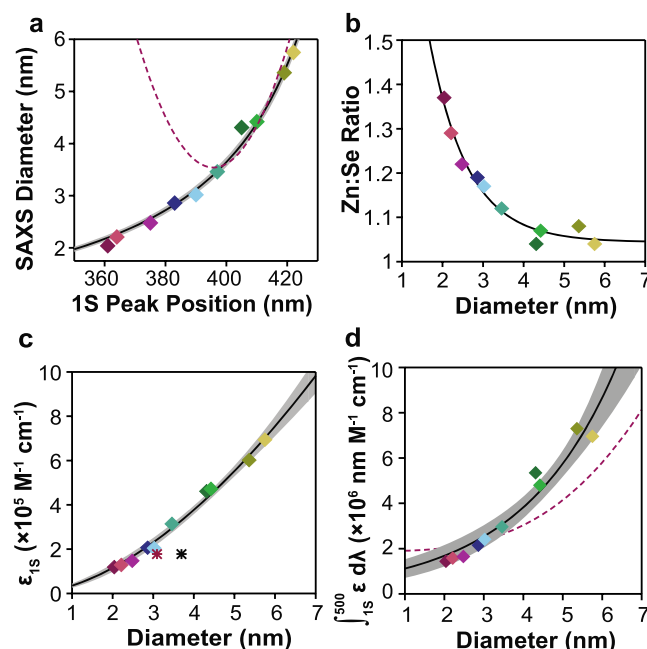 a
6
5
4
3
2
SAXS Diameter (nm)
360 380 400 420
1S Peak Position (nm)
b
1.5
1.4
1.3
1.2
1.1
1
Zn:Se Ratio
1 2 3 4 5 6 7
Diameter (nm)
c
10
8
6
4
2
0
ε1S (×10⁵ M⁻¹ cm⁻¹)
1 2 3 4 5 6 7
Diameter (nm)
d
10
8
6
4
2
0
∫₁S⁵⁰⁰ ε dλ (×10⁶ nm M⁻¹ cm⁻¹)
1 2 3 4 5 6 7
Diameter (nm)